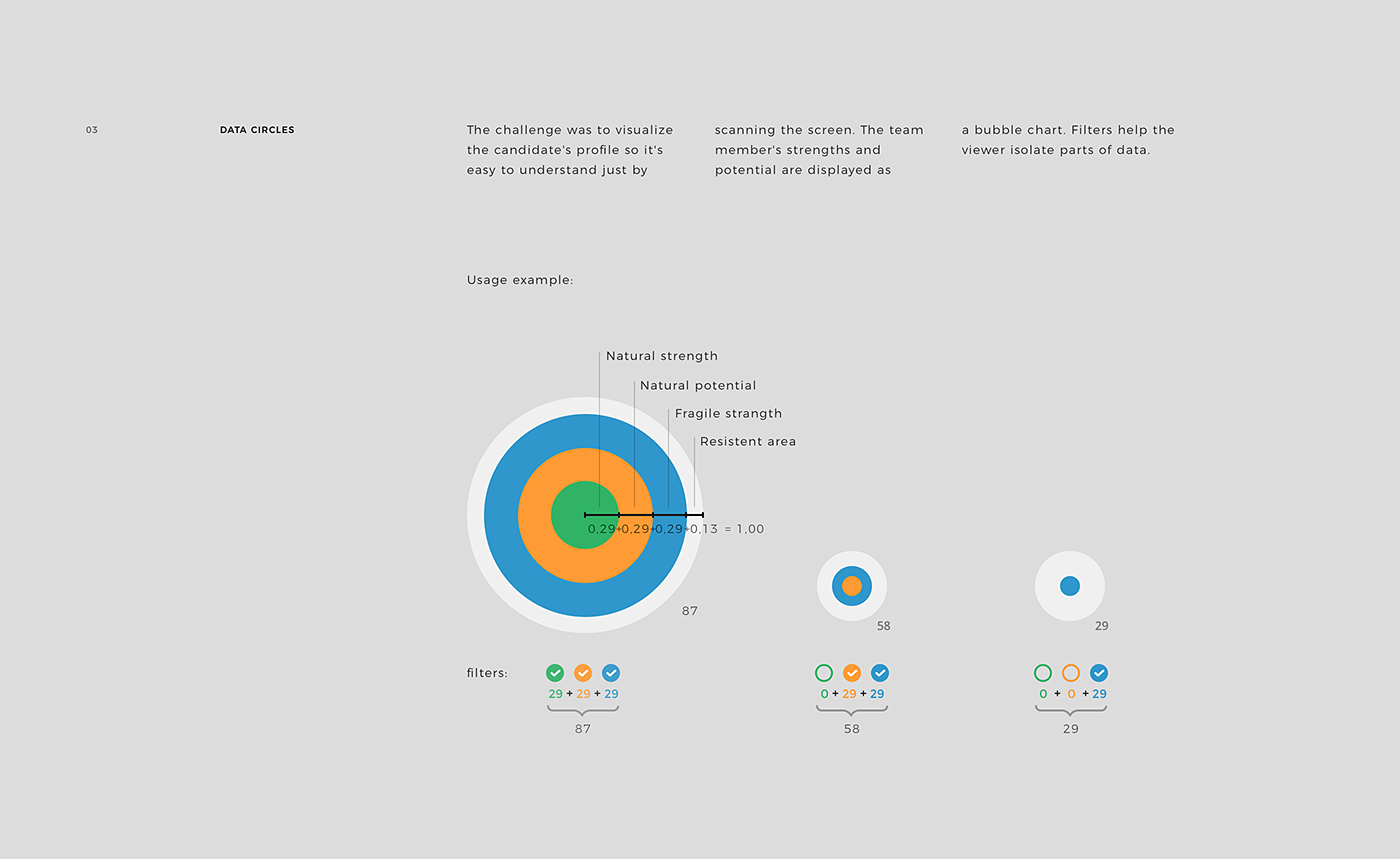 03
DATA CIRCLES
The challenge was to visualize
the candidate's profile so it's
easy to understand just by
scanning the screen. The team
member's strengths and
potential are displayed as
a bubble chart. Filters help the
viewer isolate parts of data.
Usage example:
Natural strength
Natural potential
Fragile strangth
Resistent area
0,29+0,29+0,29+0,13 = 1,00
87
58
29
filters:
29 + 29 + 29
87
0 + 29 + 29
58
0 + 0 + 29
29